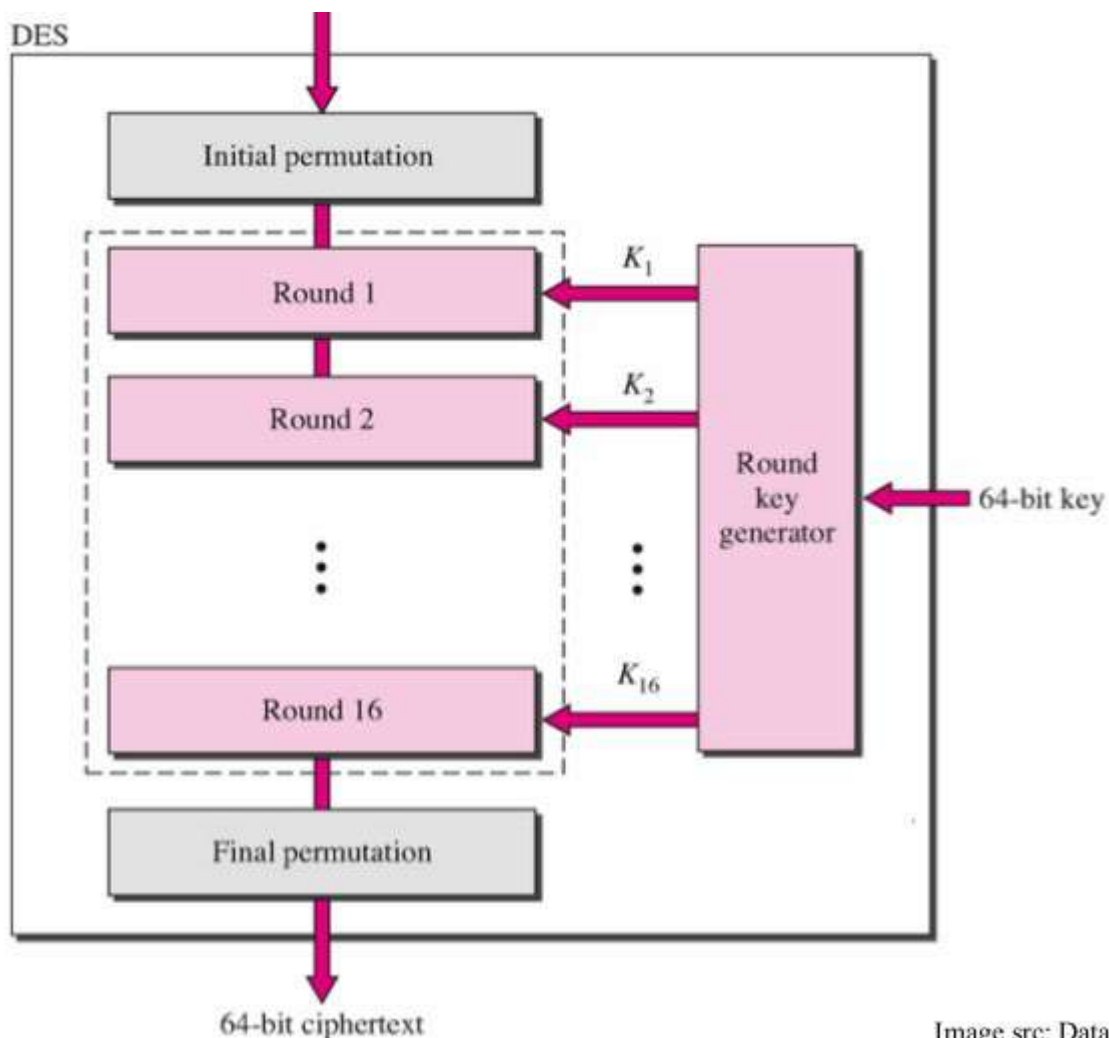 DES
Initial permutation
Round 1
K1
Round 2
K2
Round
key
generator
64-bit key
Round 16
K16
Final permutation
64-bit ciphertext
Image src: Data